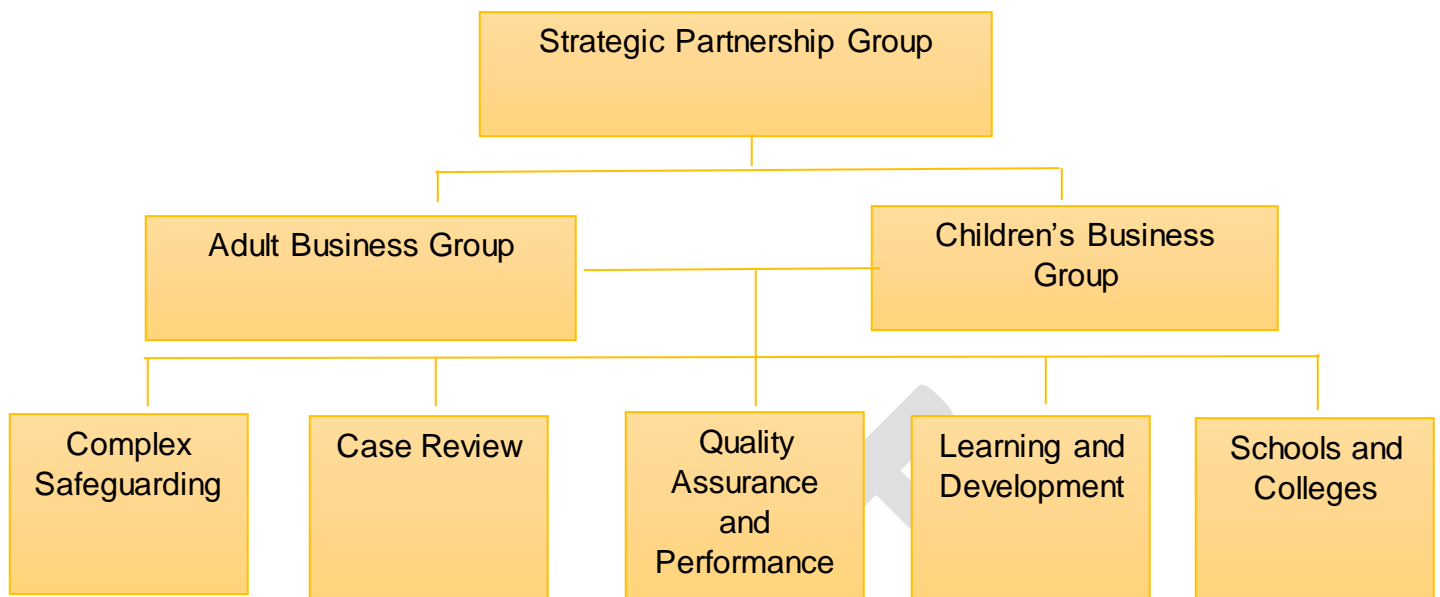 Strategic Partnership Group
Adult Business Group
Children’s Business
Group
Complex
Safeguarding
Case Review
Quality
Assurance
and
Performance
Learning and
Development
Schools and
Colleges